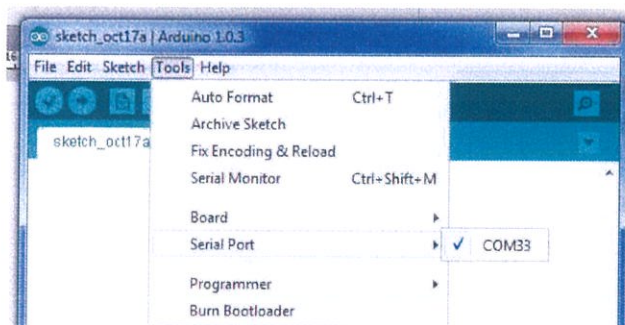 sketch_oct17a | Arduino 1.0.3
File Edit Sketch Tools Help
sketch_oct17a
Auto Format Ctrl+T
Archive Sketch
Fix Encoding & Reload
Serial Monitor Ctrl+Shift+M
Board
Serial Port
✓ COM33
Programmer
Burn Bootloader